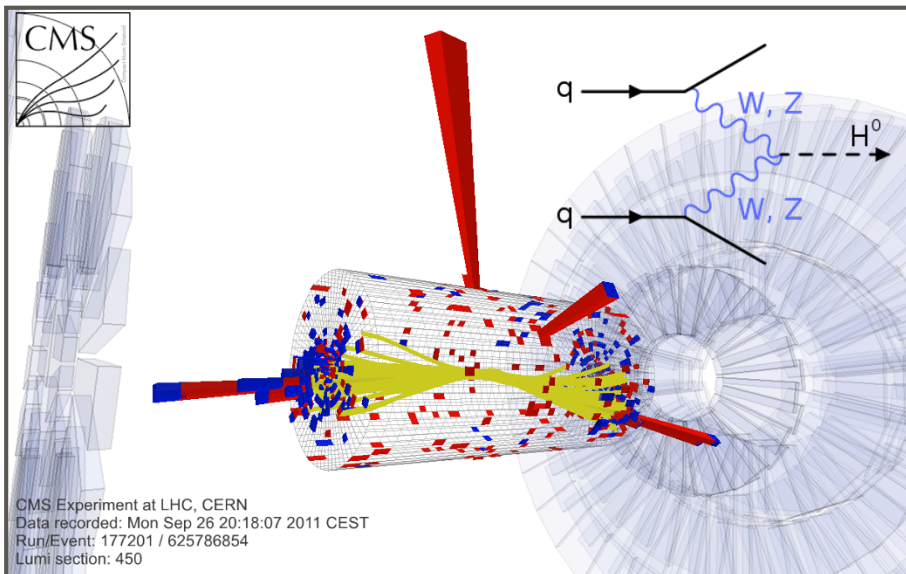 CMS
q
W, Z
H⁰
W, Z
q
CMS Experiment at LHC, CERN
Data recorded: Mon Sep 26 20:18:07 2011 CEST
Run/Event: 177201 / 625786854
Lumi section: 450